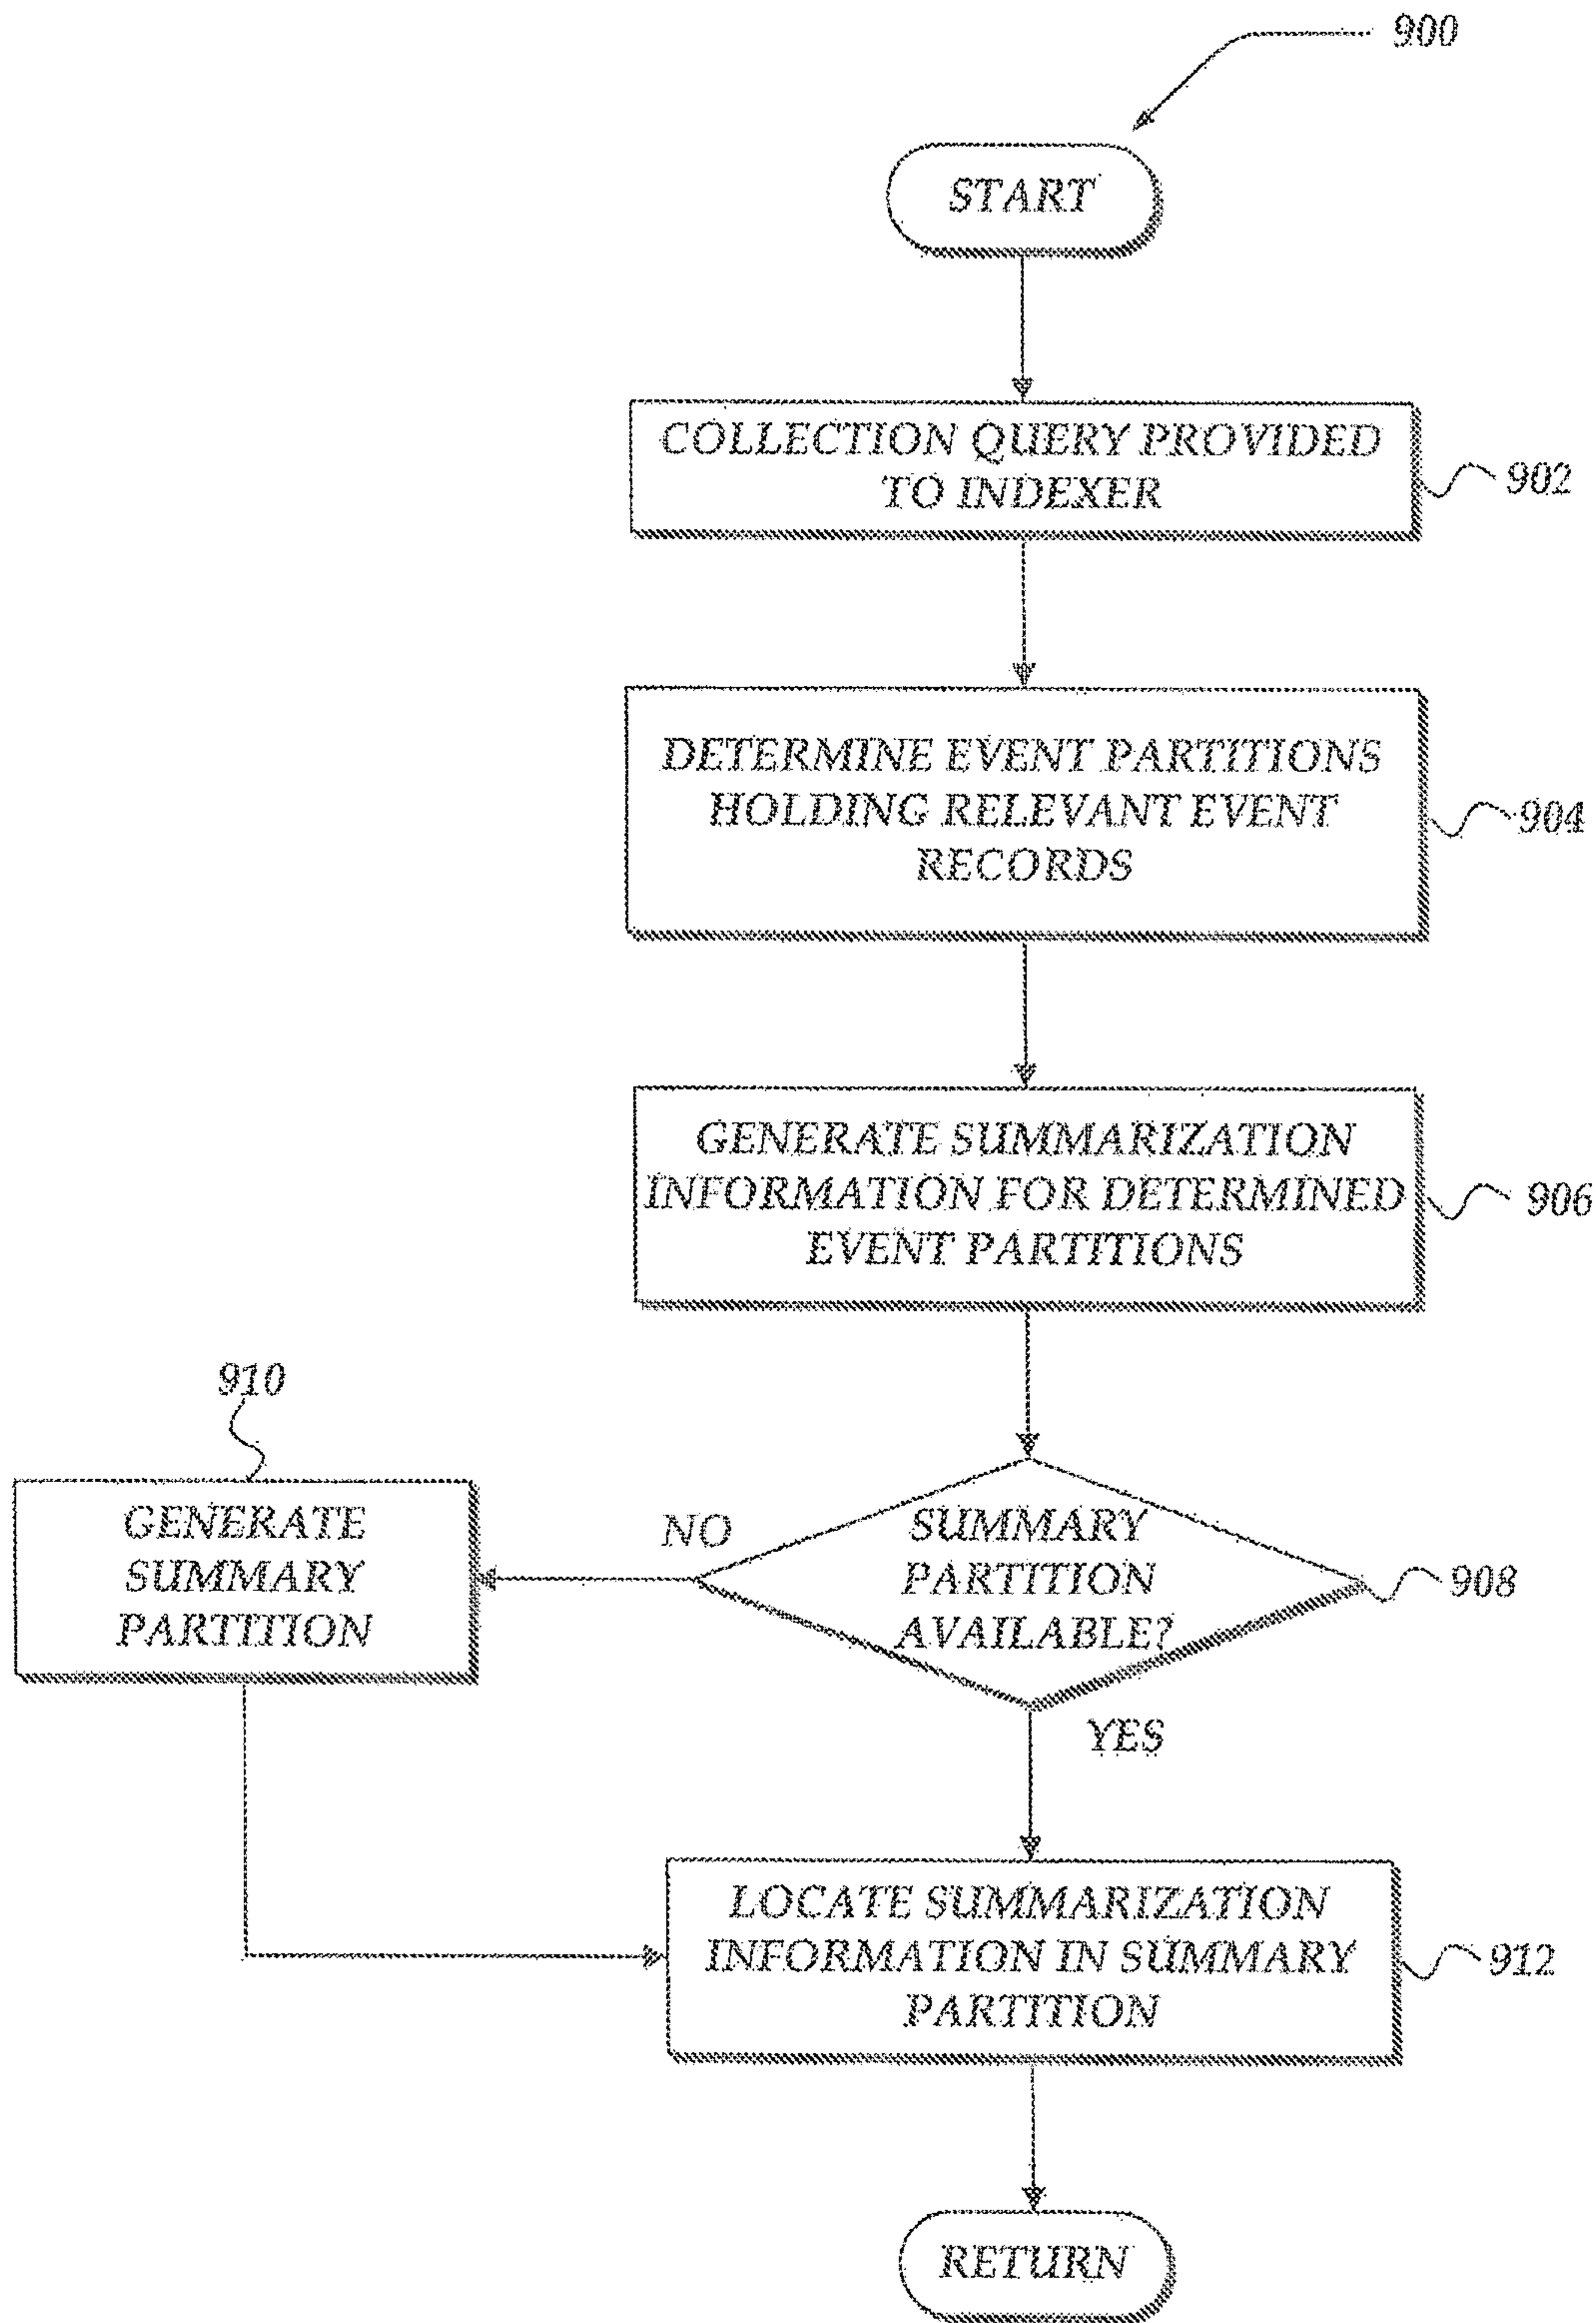 900
START
COLLECTION QUERY PROVIDED
TO INDEXER
902
DETERMINE EVENT PARTITIONS
HOLDING RELEVANT EVENT
RECORDS
904
GENERATE SUMMARIZATION
INFORMATION FOR DETERMINED
EVENT PARTITIONS
906
910
GENERATE
SUMMARY
PARTITION
NO
SUMMARY
PARTITION
AVAILABLE?
908
YES
LOCATE SUMMARIZATION
INFORMATION IN SUMMARY
PARTITION
912
RETURN